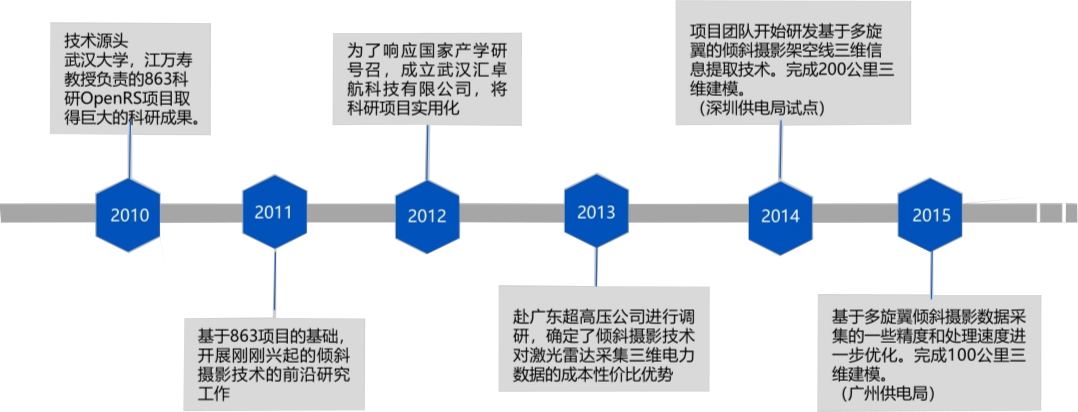 技术源头
武汉大学，江万寿
教授负责的863科
研OpenRS项目取
得巨大的科研成果。
为了响应国家产学研
号召，成立武汉汇卓
航科技有限公司，将
科研项目实用化
项目团队开始研发基于多旋
翼的倾斜摄影架空线三维信
息提取技术。完成200公里三
维建模。
（深圳供电局试点）
2010
2011
2012
2013
2014
2015
基于863项目的基础，
开展刚刚兴起的倾斜
摄影技术的前沿研究
工作
赴广东超高压公司进行调
研，确定了倾斜摄影技术
对激光雷达采集三维电力
数据的成本性价比优势
基于多旋翼倾斜摄影数据采
集的一些精度和处理速度进
一步优化。完成100公里三
维建模。
（广州供电局）